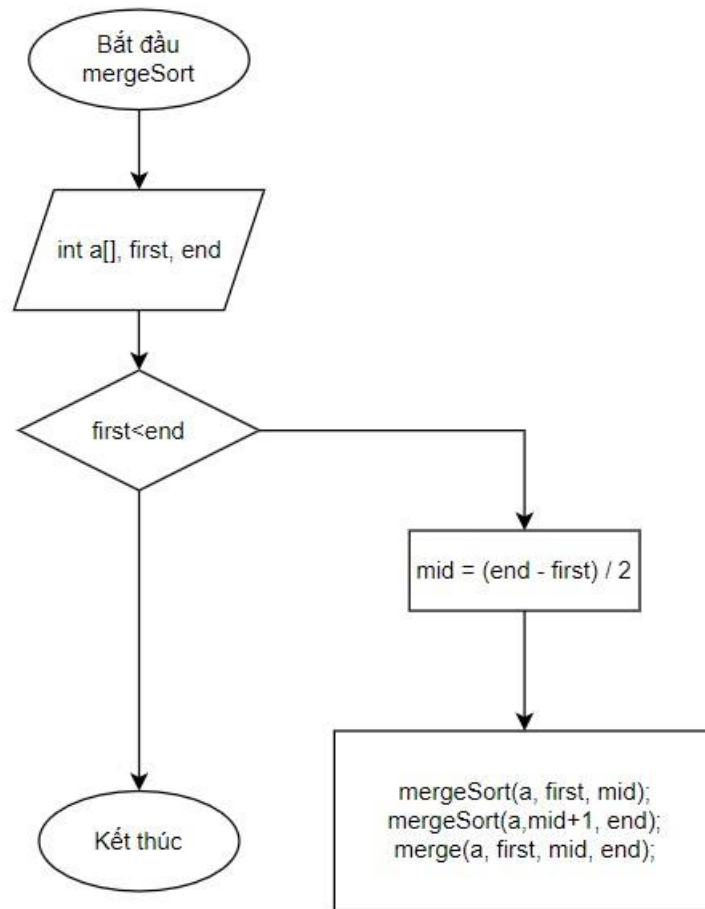 Bắt đầu
mergeSort
int a[], first, end
first<end
mid = (end - first) / 2
mergeSort(a, first, mid);
mergeSort(a,mid+1, end);
merge(a, first, mid, end);
Kết thúc